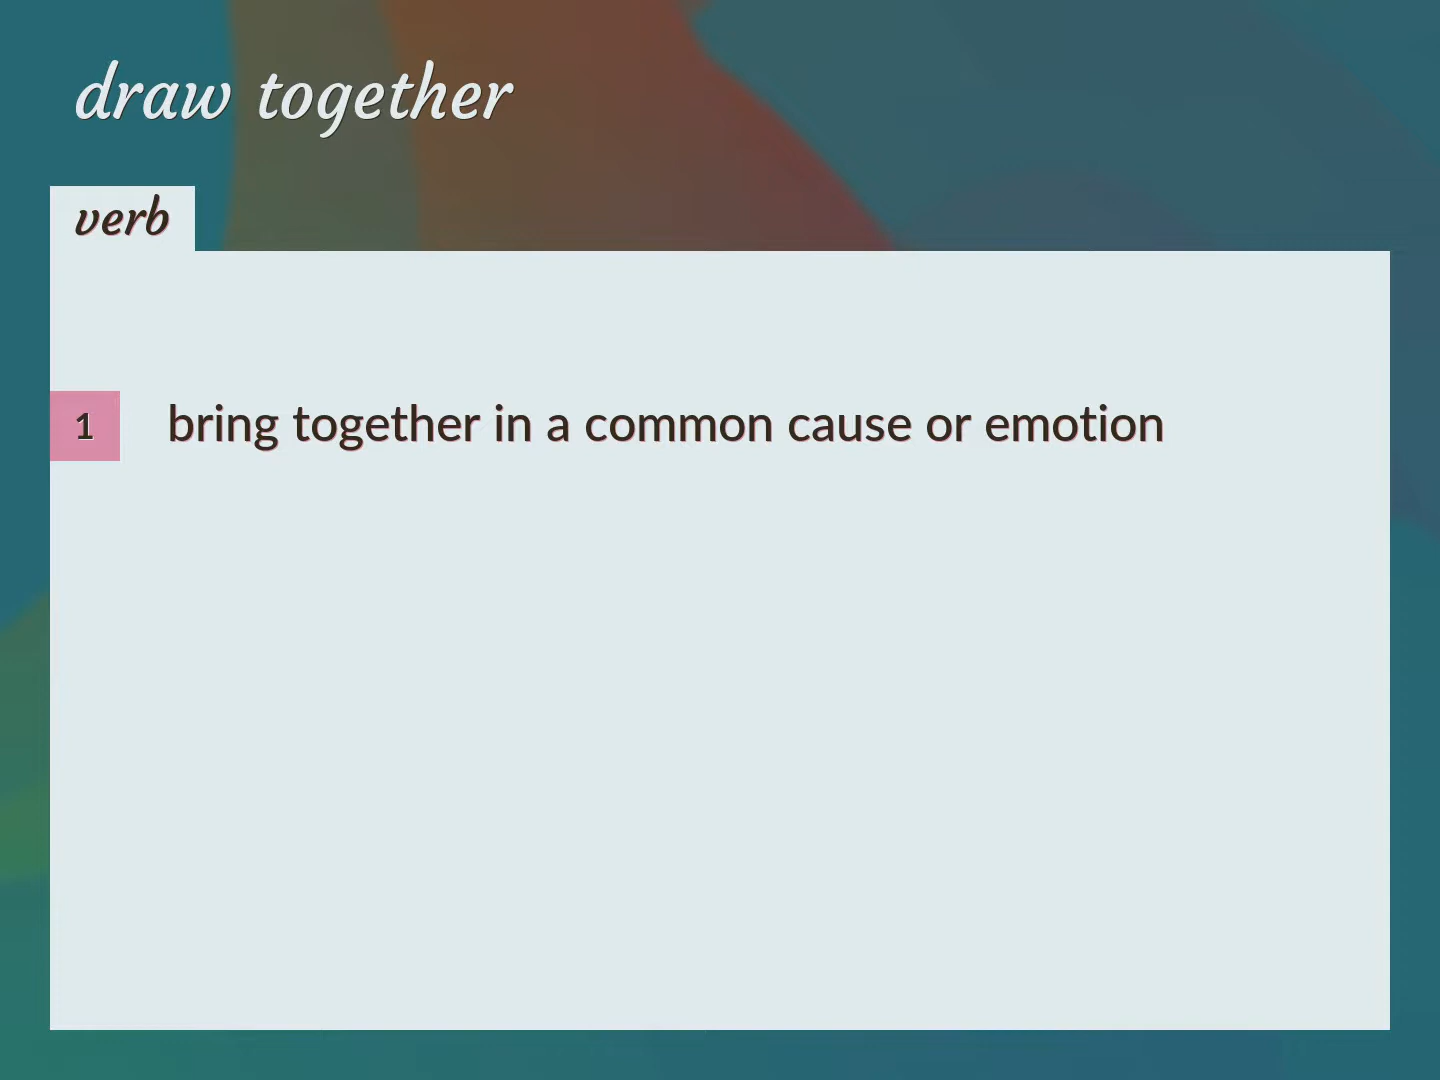 draw together
verb
1 bring together in a common cause or emotion